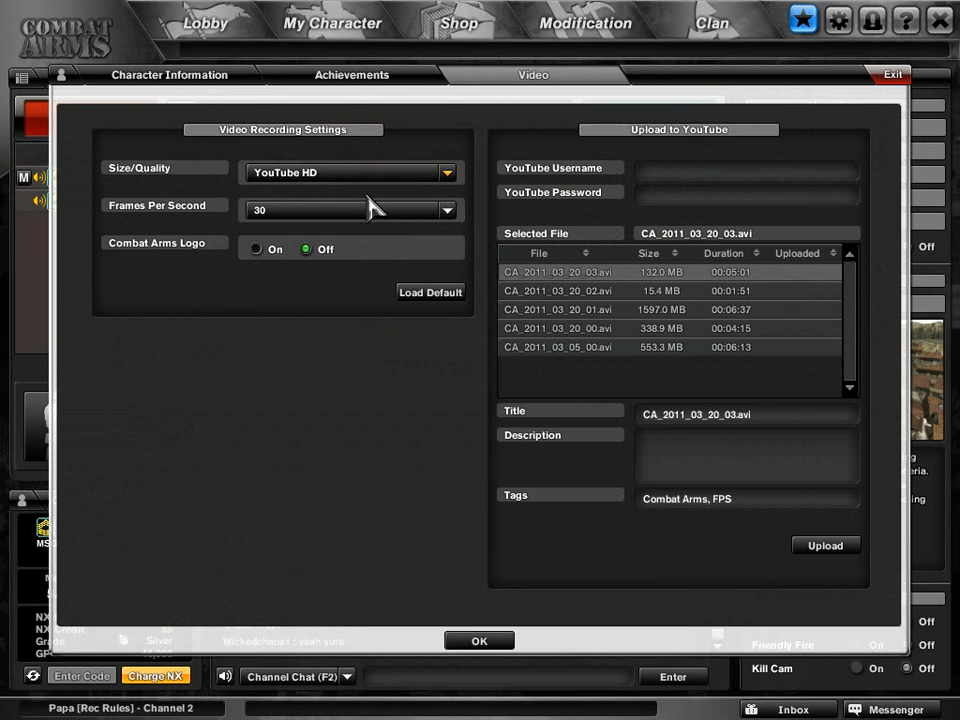 COMBAT ARMS
Lobby My Character Shop Modification Clan
Character Information Achievements Video Exit
Video Recording Settings
Size/Quality YouTube HD
Frames Per Second 30
Combat Arms Logo On Off
Load Default
Upload to YouTube
YouTube Username
YouTube Password
Selected File CA_2011_03_20_03.avi
File Size Duration Uploaded
CA_2011_03_20_03.avi 132.0 MB 00:05:01
CA_2011_03_20_02.avi 15.4 MB 00:01:51
CA_2011_03_20_01.avi 1597.0 MB 00:06:37
CA_2011_03_20_00.avi 338.9 MB 00:04:15
CA_2011_03_05_00.avi 553.3 MB 00:06:13
Title CA_2011_03_20_03.avi
Description
Tags Combat Arms, FPS
Upload
OK
M
Off
NX
Silver
Wickedchaos1 : yeah sure
Off
Friendly Fire On Off
Kill Cam On Off
Enter Code Charge NX Channel Chat (F2) Enter
Papa [Rec Rules] - Channel 2 Inbox Messenger